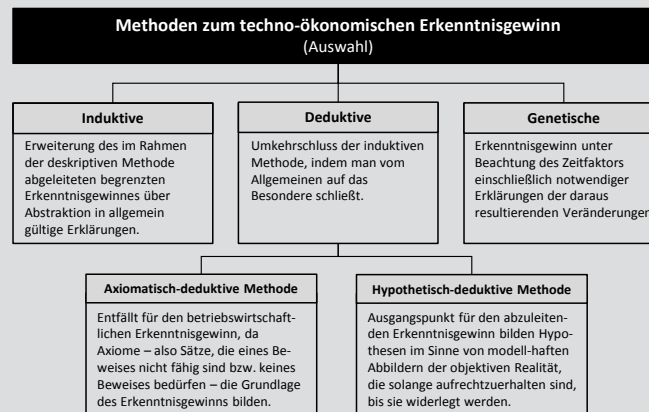 Methoden zum techno-ökonomischen Erkenntnisgewinn
(Auswahl)
Induktive
Erweiterung des im Rahmen
der deskriptiven Methode
abgeleiteten begrenzten
Erkenntnisgewinnes über
Abstraktion in allgemein
gültige Erklärungen.
Deduktive
Umkehrschluss der induktiven
Methode, indem man vom
Allgemeinen auf das
Besondere schließt.
Genetische
Erkenntnisgewinn unter
Beachtung des Zeitfaktors
einschließlich notwendiger
Erklärungen der daraus
resultierenden Veränderungen
Axiomatisch-deduktive Methode
Entfällt für den betriebswirtschaft-
lichen Erkenntnisgewinn, da
Axiome – also Sätze, die eines Be-
weises nicht fähig sind bzw. keines
Beweises bedürfen – die Grundlage
des Erkenntnisgewinns bilden.
Hypothetisch-deduktive Methode
Ausgangspunkt für den abzuleiten-
den Erkenntnisgewinn bilden Hypo-
thesen im Sinne von modell-haften
Abbildern der objektiven Realität,
die solange aufrechtzuerhalten sind,
bis sie widerlegt werden.